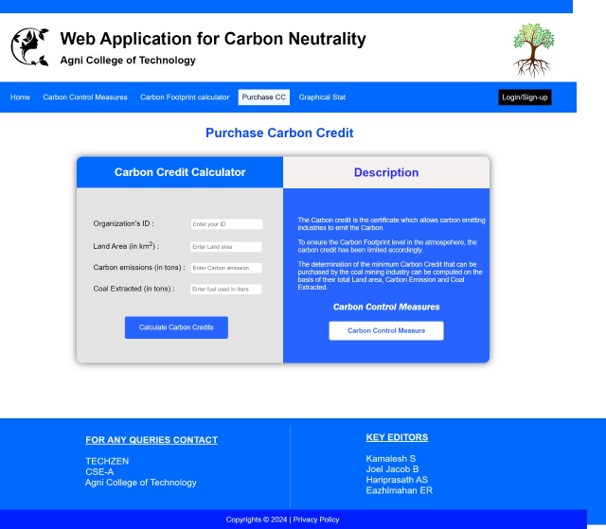 Web Application for Carbon Neutrality
Agni College of Technology
Home Carbon Control Measures Carbon Footprint calculator Purchase CC Graphical Stat Login/Sign-up
Purchase Carbon Credit
Carbon Credit Calculator
Organization's ID : Enter your ID
Land Area (in km²) : Enter Land area
Carbon emissions (in tons) : Enter Carbon emission
Coal Extracted (in tons) : Enter fuel used in liters
Calculate Carbon Credits
Description
The Carbon credit is the certificate which allows carbon emitting
industries to emit the Carbon.
To ensure the Carbon Footprint level in the atmospehere, the
carbon credit has been limited accordingly.
The determination of the minimum Carbon Credit that can be
purchased by the coal mining industry can be computed on the
basis of their total Land area, Carbon Emission and Coal
Extracted.
Carbon Control Measures
Carbon Control Measure
FOR ANY QUERIES CONTACT
TECHZEN
CSE-A
Agni College of Technology
KEY EDITORS
Kamalesh S
Joel Jacob B
Hariprasath AS
Eazhlmahan ER
Copyrights © 2024 | Privacy Policy